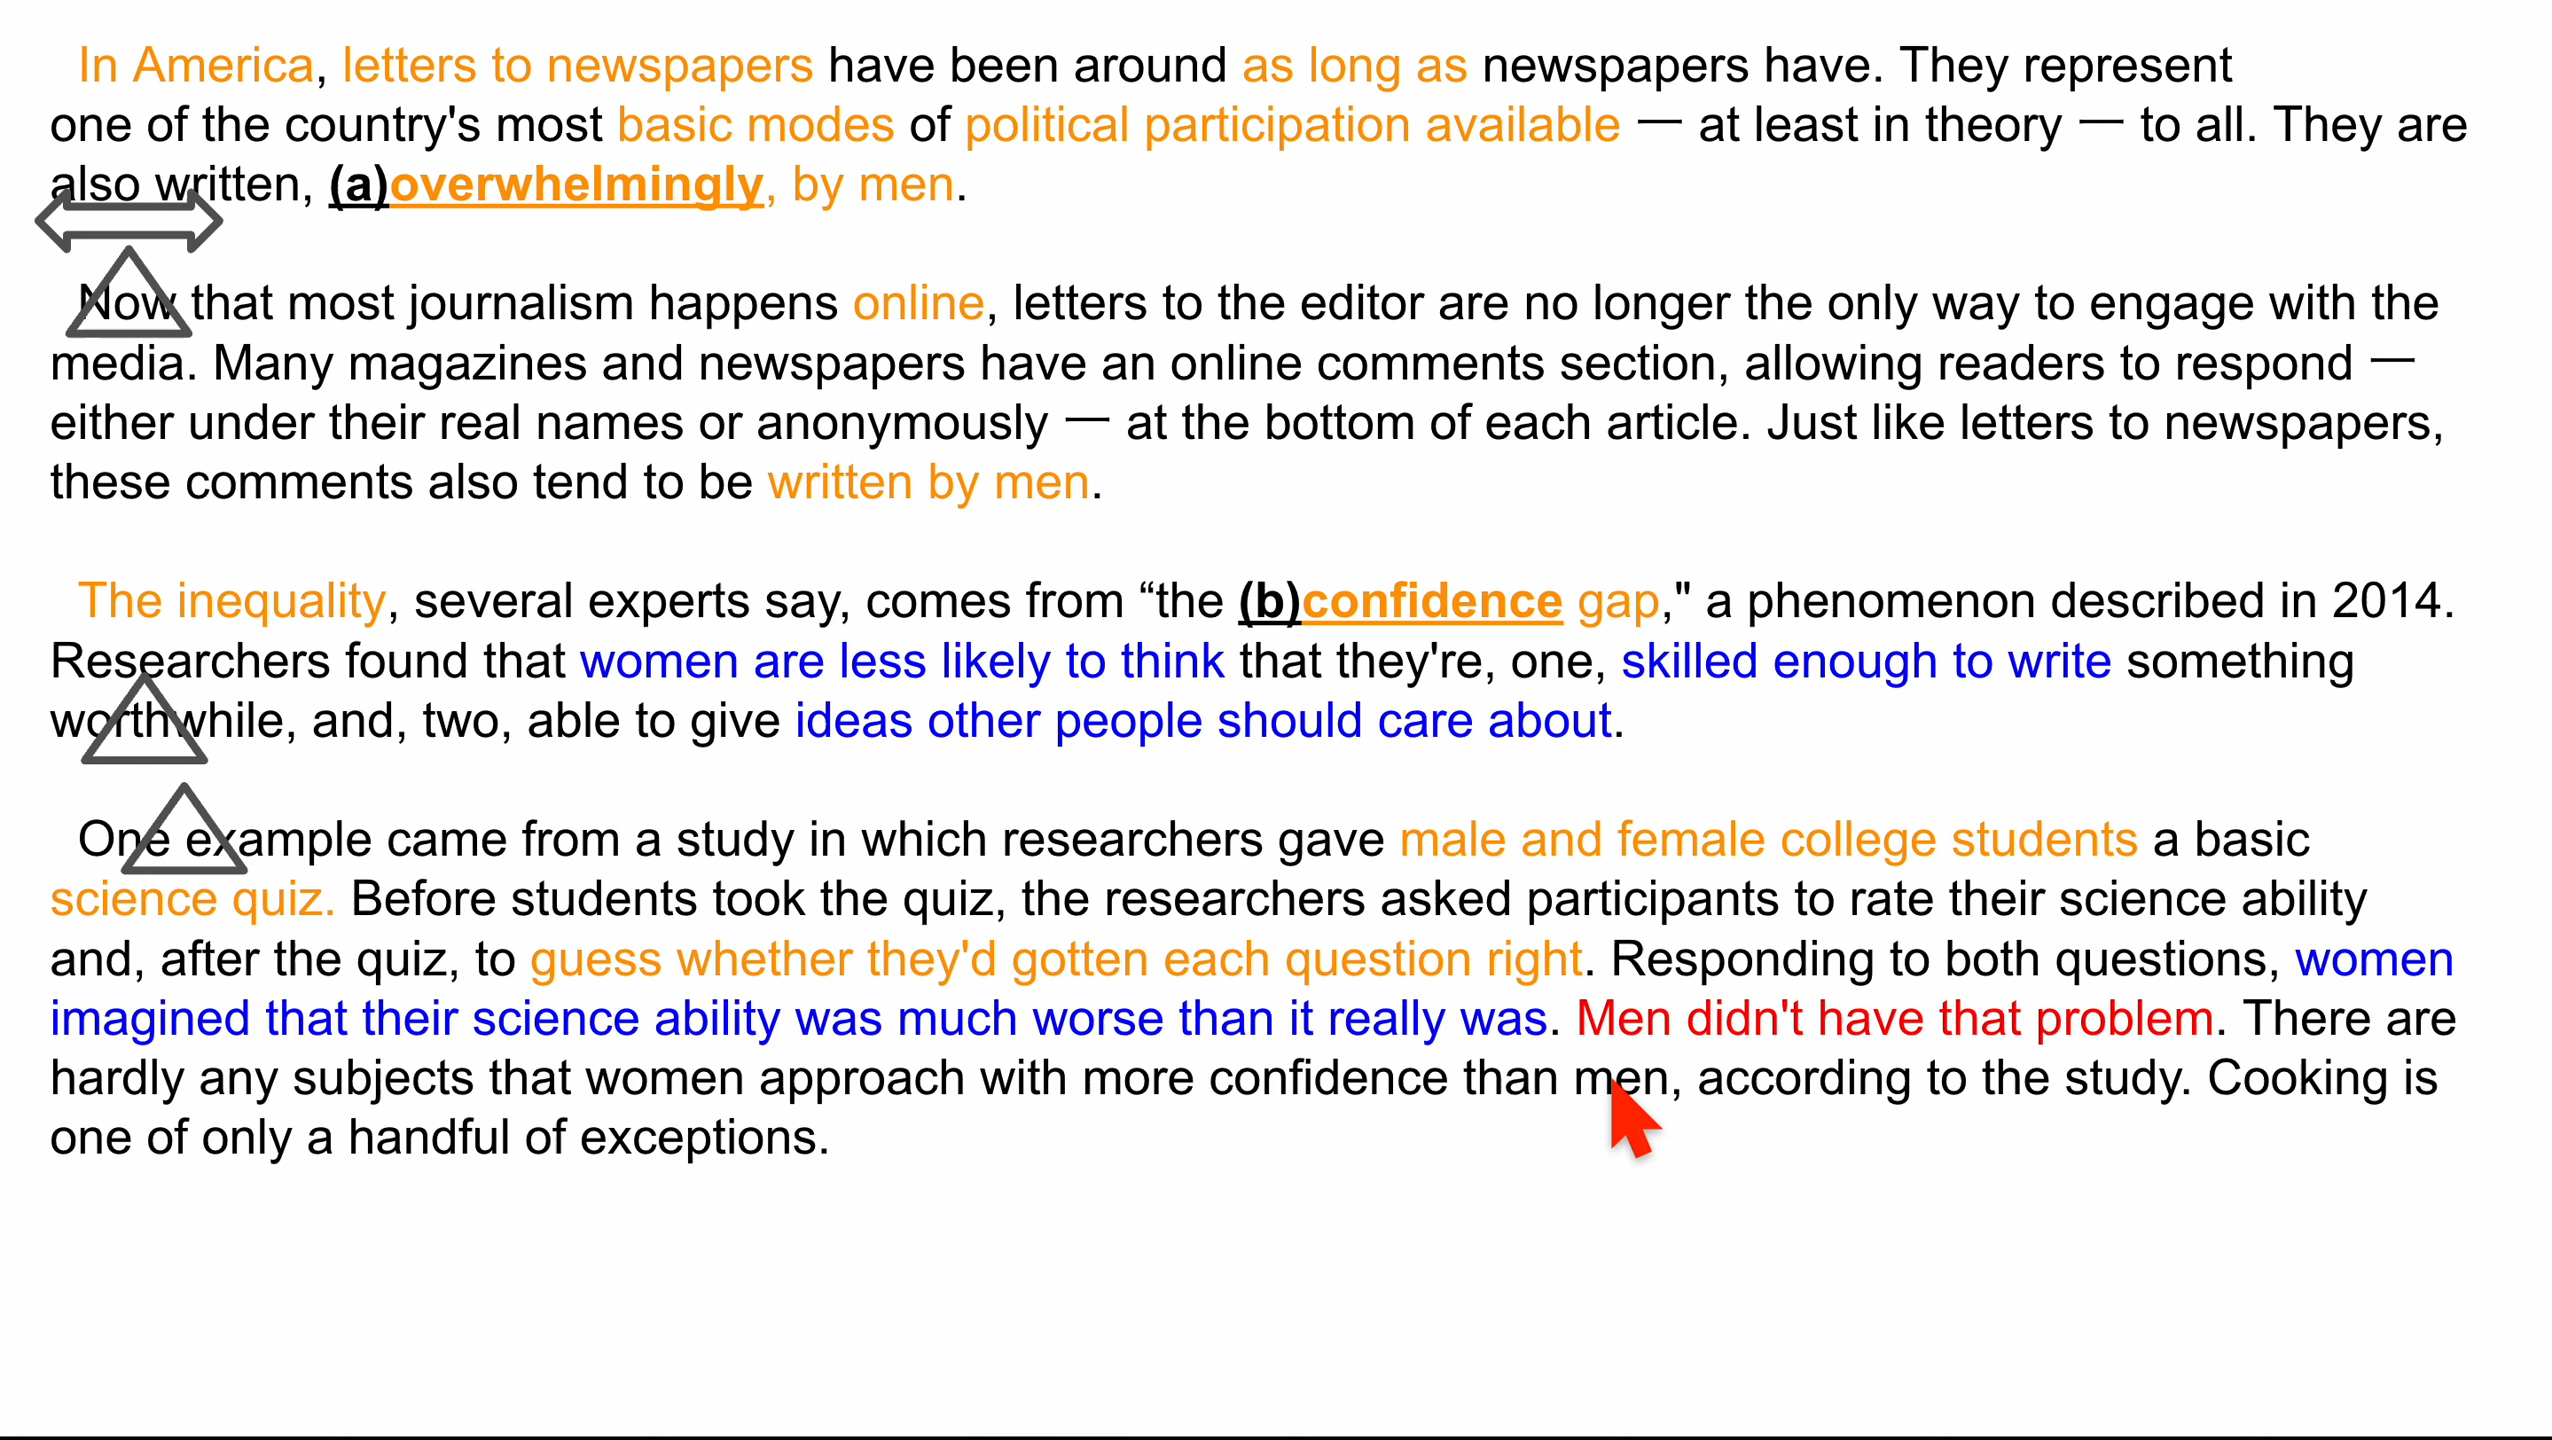 In America, letters to newspapers have been around as long as newspapers have. They represent
one of the country's most basic modes of political participation available — at least in theory — to all. They are
also written, (a)overwhelmingly, by men.
Now that most journalism happens online, letters to the editor are no longer the only way to engage with the
media. Many magazines and newspapers have an online comments section, allowing readers to respond —
either under their real names or anonymously — at the bottom of each article. Just like letters to newspapers,
these comments also tend to be written by men.
The inequality, several experts say, comes from “the (b)confidence gap," a phenomenon described in 2014.
Researchers found that women are less likely to think that they're, one, skilled enough to write something
worthwhile, and, two, able to give ideas other people should care about.
One example came from a study in which researchers gave male and female college students a basic
science quiz. Before students took the quiz, the researchers asked participants to rate their science ability
and, after the quiz, to guess whether they'd gotten each question right. Responding to both questions, women
imagined that their science ability was much worse than it really was. Men didn't have that problem. There are
hardly any subjects that women approach with more confidence than men, according to the study. Cooking is
one of only a handful of exceptions.